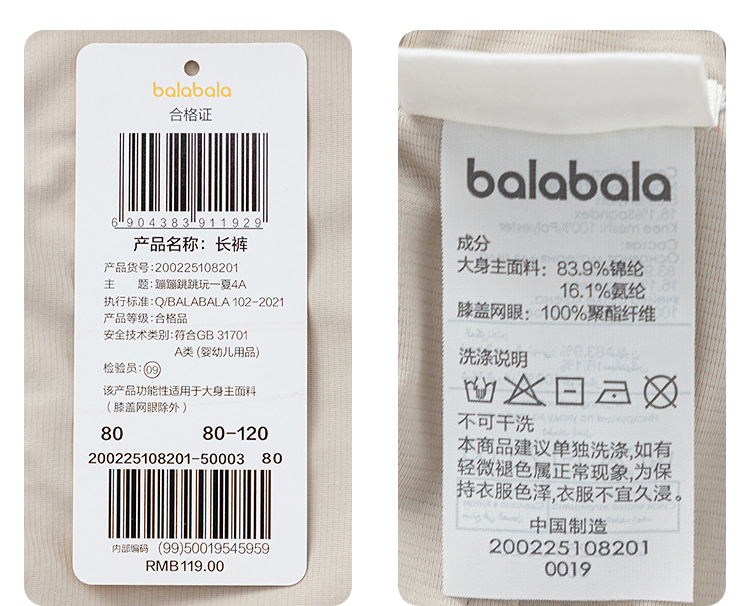 balabala
合格证
6904383911929
产品名称：长裤
产品货号:200225108201
主　　题:蹦蹦跳跳玩一夏4A
执行标准:Q/BALABALA 102-2021
产品等级:合格品
安全技术类别:符合GB 31701
A类 (婴幼儿用品)
检验员:09
该产品功能性适用于大身主面料
（膝盖网眼除外）
80 80-120
200225108201-50003 80
内部编码 (99)50019545959
RMB119.00
balabala
成分
大身主面料：83.9%锦纶
16.1%氨纶
膝盖网眼：100%聚酯纤维
洗涤说明
不可干洗
本商品建议单独洗涤,如有
轻微褪色属正常现象,为保
持衣服色泽,衣服不宜久浸。
中国制造
200225108201
0019